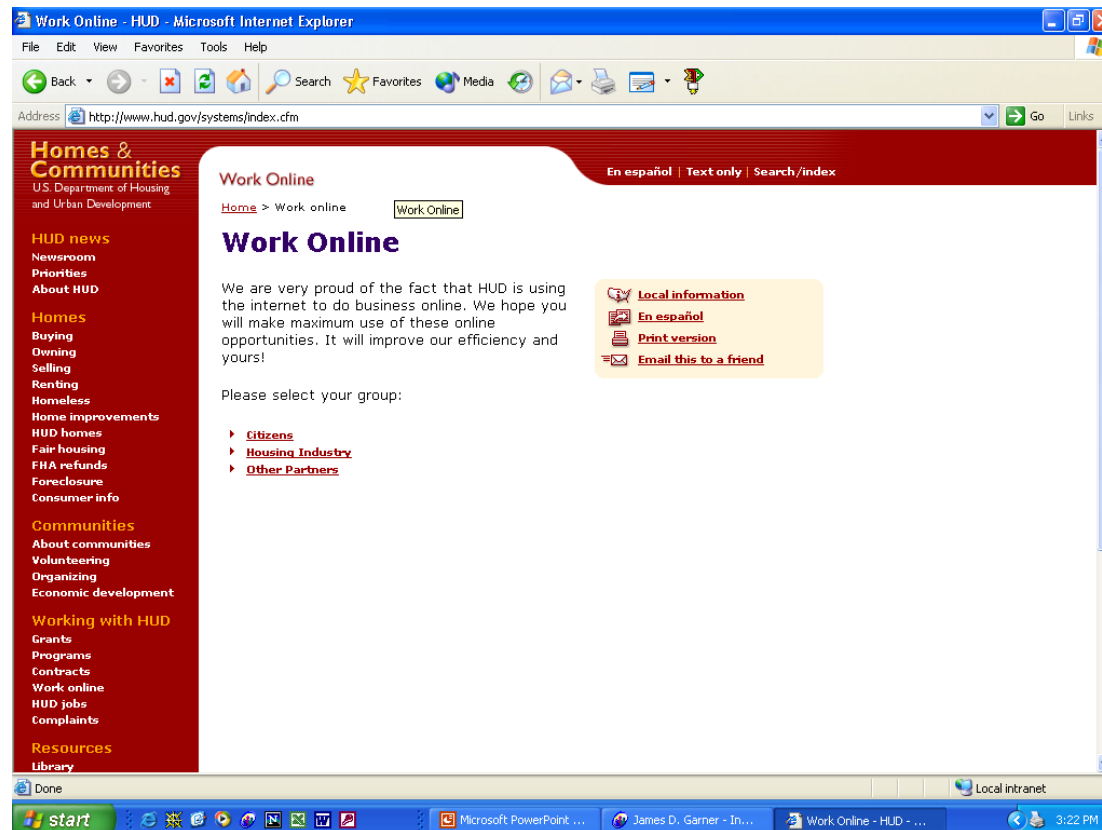 Work Online - HUD - Microsoft Internet Explorer
File Edit View Favorites Tools Help
Back Search Favorites Media
Address http://www.hud.gov/systems/index.cfm Go Links
Homes &
Communities
U.S. Department of Housing
and Urban Development
HUD news
Newsroom
Priorities
About HUD
Homes
Buying
Owning
Selling
Renting
Homeless
Home improvements
HUD homes
Fair housing
FHA refunds
Foreclosure
Consumer info
Communities
About communities
Volunteering
Organizing
Economic development
Working with HUD
Grants
Programs
Contracts
Work online
HUD jobs
Complaints
Resources
Library
Work Online
En español | Text only | Search/index
Home > Work online
Work Online
Work Online
We are very proud of the fact that HUD is using
the internet to do business online. We hope you
will make maximum use of these online
opportunities. It will improve our efficiency and
yours!
Please select your group:
Citizens
Housing Industry
Other Partners
Local information
En español
Print version
Email this to a friend
Done Local intranet
start Microsoft PowerPoint ... James D. Garner - In... Work Online - HUD - ... 3:22 PM